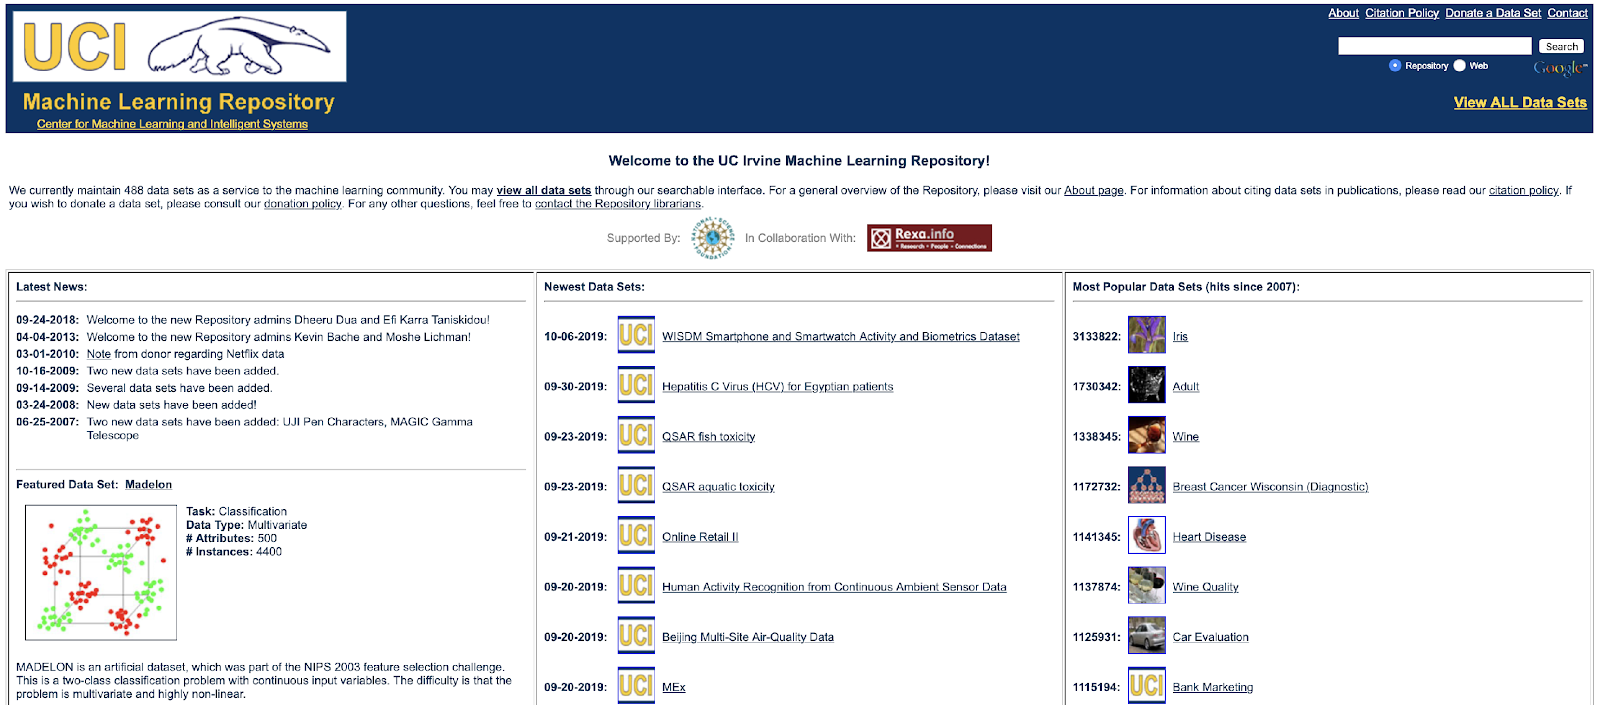 UCI
Machine Learning Repository
Center for Machine Learning and Intelligent Systems
About Citation Policy Donate a Data Set Contact
Search
Repository Web
Google™
View ALL Data Sets
Welcome to the UC Irvine Machine Learning Repository!
We currently maintain 488 data sets as a service to the machine learning community. You may view all data sets through our searchable interface. For a general overview of the Repository, please visit our About page. For information about citing data sets in publications, please read our citation policy. If
you wish to donate a data set, please consult our donation policy. For any other questions, feel free to contact the Repository librarians.
Supported By: NATIONAL SCIENCE FOUNDATION In Collaboration With: Rexa.info
• Research • People • Connections
Latest News:
09-24-2018: Welcome to the new Repository admins Dheeru Dua and Efi Karra Taniskidou!
04-04-2013: Welcome to the new Repository admins Kevin Bache and Moshe Lichman!
03-01-2010: Note from donor regarding Netflix data
10-16-2009: Two new data sets have been added.
09-14-2009: Several data sets have been added.
03-24-2008: New data sets have been added!
06-25-2007: Two new data sets have been added: UJI Pen Characters, MAGIC Gamma
Telescope
Featured Data Set: Madelon
Task: Classification
Data Type: Multivariate
# Attributes: 500
# Instances: 4400
MADELON is an artificial dataset, which was part of the NIPS 2003 feature selection challenge.
This is a two-class classification problem with continuous input variables. The difficulty is that the
problem is multivariate and highly non-linear.
Newest Data Sets:
10-06-2019: UCI WISDM Smartphone and Smartwatch Activity and Biometrics Dataset
09-30-2019: UCI Hepatitis C Virus (HCV) for Egyptian patients
09-23-2019: UCI QSAR fish toxicity
09-23-2019: UCI QSAR aquatic toxicity
09-21-2019: UCI Online Retail II
09-20-2019: UCI Human Activity Recognition from Continuous Ambient Sensor Data
09-20-2019: UCI Beijing Multi-Site Air-Quality Data
09-20-2019: UCI MEx
Most Popular Data Sets (hits since 2007):
3133822: Iris
1730342: Adult
1338345: Wine
1172732: Breast Cancer Wisconsin (Diagnostic)
1141345: Heart Disease
1137874: Wine Quality
1125931: Car Evaluation
1115194: UCI Bank Marketing